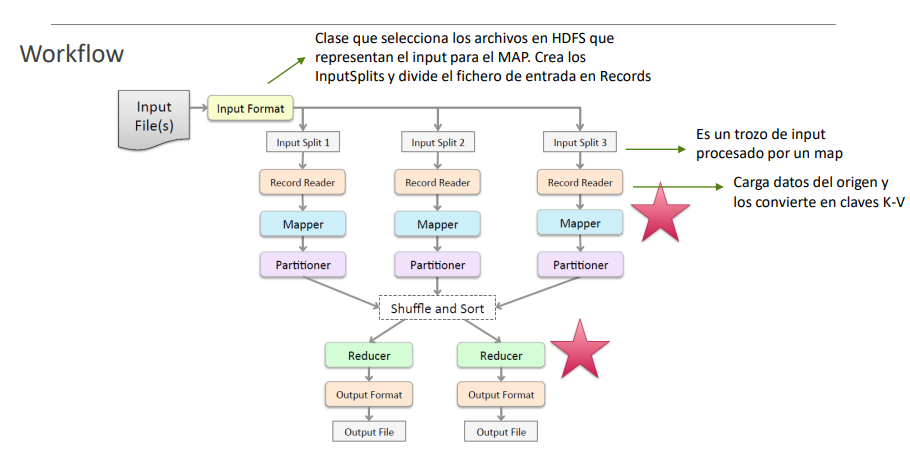 Workflow
Clase que selecciona los archivos en HDFS que
representan el input para el MAP. Crea los
InputSplits y divide el fichero de entrada en Records
Input
File(s)
Input Format
Input Split 1
Input Split 2
Input Split 3
Es un trozo de input
procesado por un map
Record Reader
Record Reader
Record Reader
Carga datos del origen y
los convierte en claves K-V
Mapper
Mapper
Mapper
Partitioner
Partitioner
Partitioner
Shuffle and Sort
Reducer
Reducer
Output Format
Output Format
Output File
Output File